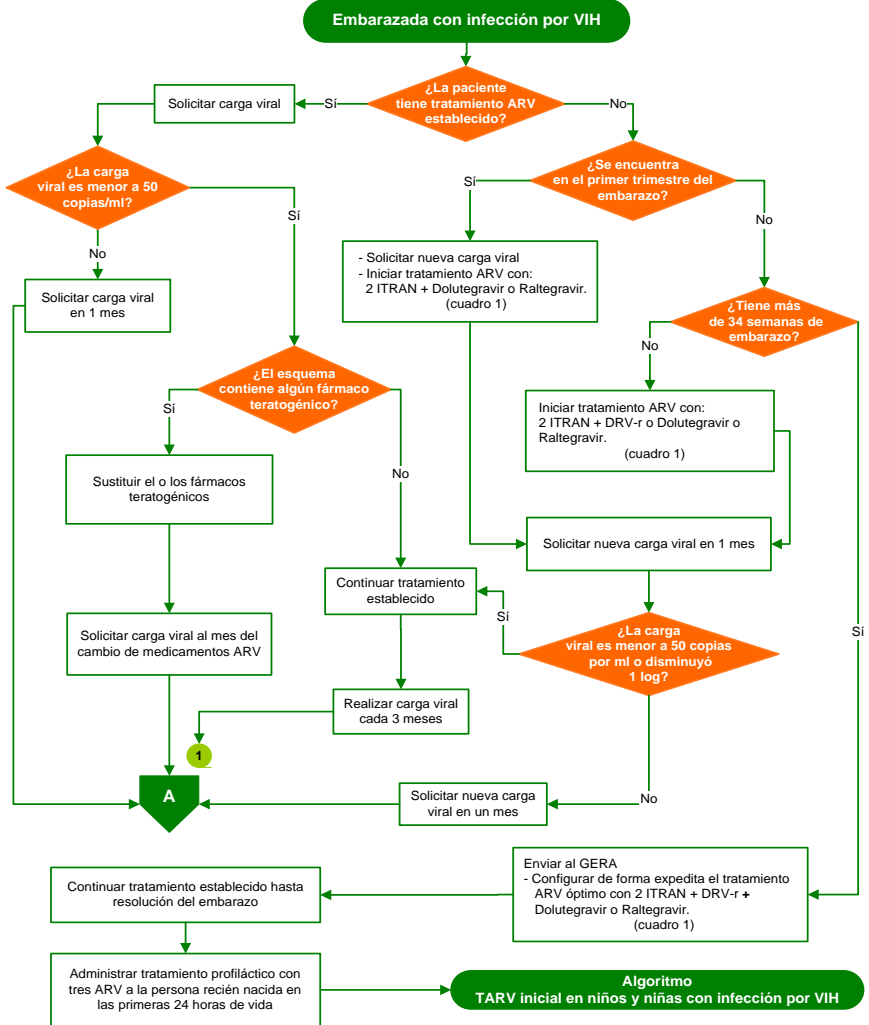 Embarazada con infección por VIH
¿La paciente
tiene tratamiento ARV
establecido?
Sí
No
Solicitar carga viral
¿La carga
viral es menor a 50
copias/ml?
Sí
No
Solicitar carga viral
en 1 mes
¿Se encuentra
en el primer trimestre del
embarazo?
Sí
No
- Solicitar nueva carga viral
- Iniciar tratamiento ARV con:
2 ITRAN + Dolutegravir o Raltegravir.
(cuadro 1)
¿Tiene más
de 34 semanas de
embarazo?
No
Sí
¿El esquema
contiene algún fármaco
teratogénico?
Sí
No
Iniciar tratamiento ARV con:
2 ITRAN + DRV-r o Dolutegravir o
Raltegravir.
(cuadro 1)
Sustituir el o los fármacos
teratogénicos
Solicitar nueva carga viral en 1 mes
Continuar tratamiento
establecido
Solicitar carga viral al mes del
cambio de medicamentos ARV
¿La carga
viral es menor a 50 copias
por ml o disminuyó
1 log?
Sí
No
Realizar carga viral
cada 3 meses
1
A
Solicitar nueva carga
viral en un mes
Enviar al GERA
- Configurar de forma expedita el tratamiento
ARV óptimo con 2 ITRAN + DRV-r +
Dolutegravir o Raltegravir.
(cuadro 1)
Continuar tratamiento establecido hasta
resolución del embarazo
Administrar tratamiento profiláctico con
tres ARV a la persona recién nacida en
las primeras 24 horas de vida
Algoritmo
TARV inicial en niños y niñas con infección por VIH